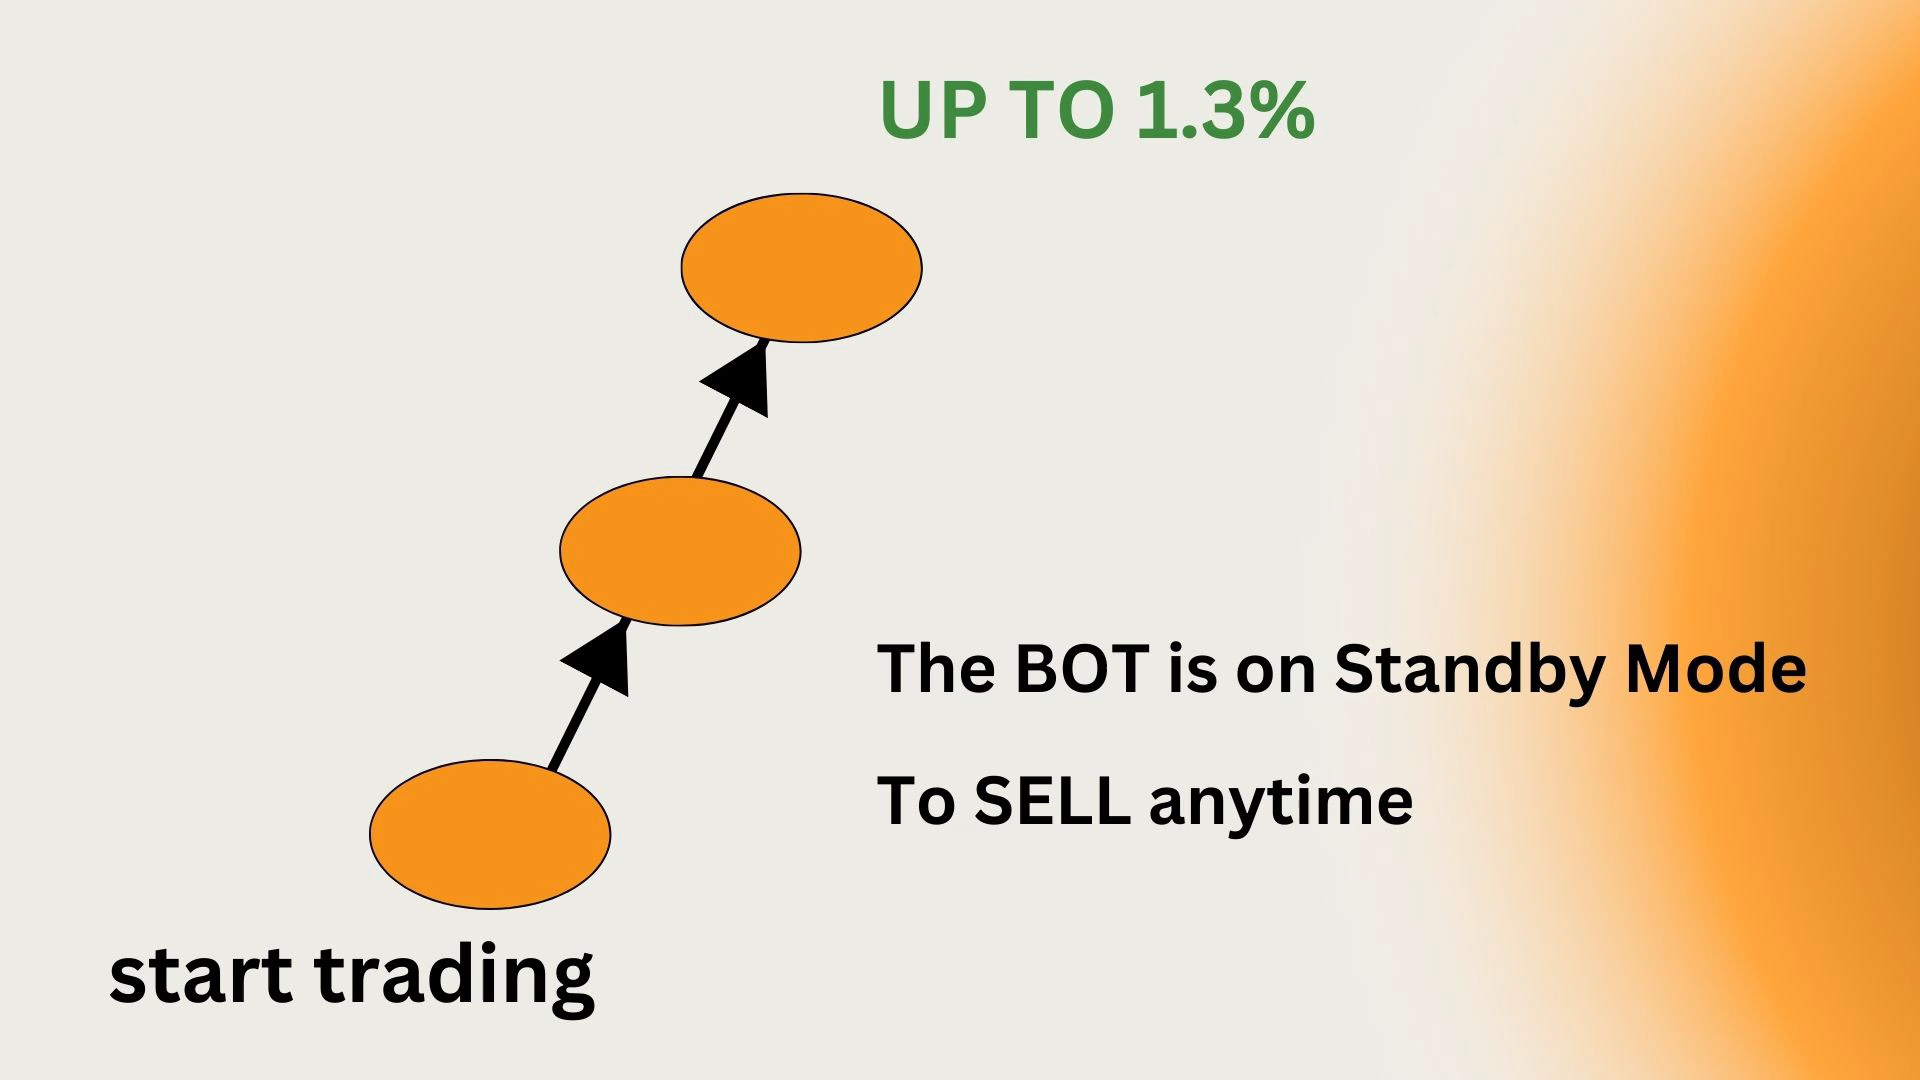 UP TO 1.3%
The BOT is on Standby Mode
To SELL anytime
start trading